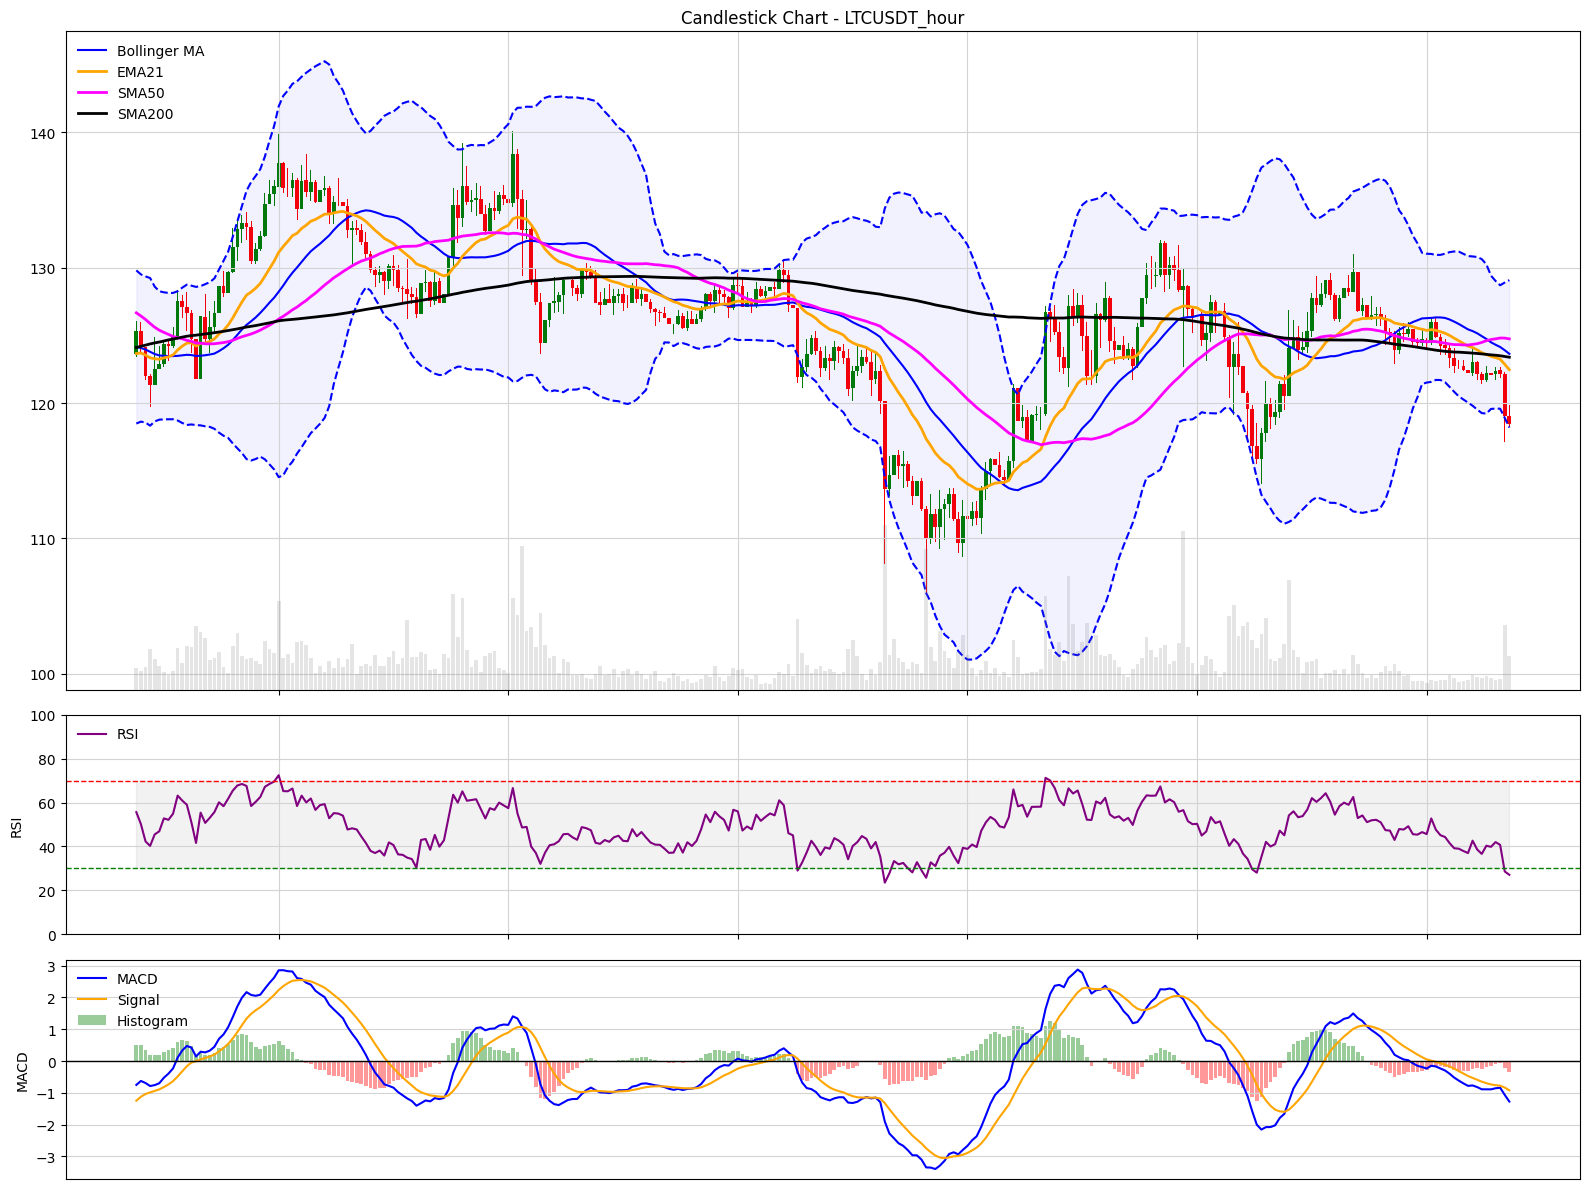 Candlestick Chart - LTCUSDT_hour
Bollinger MA
EMA21
SMA50
SMA200
140
130
120
110
100
RSI
100
80
60
40
20
0
RSI
MACD
Signal
Histogram
3
2
1
0
−1
−2
−3
MACD